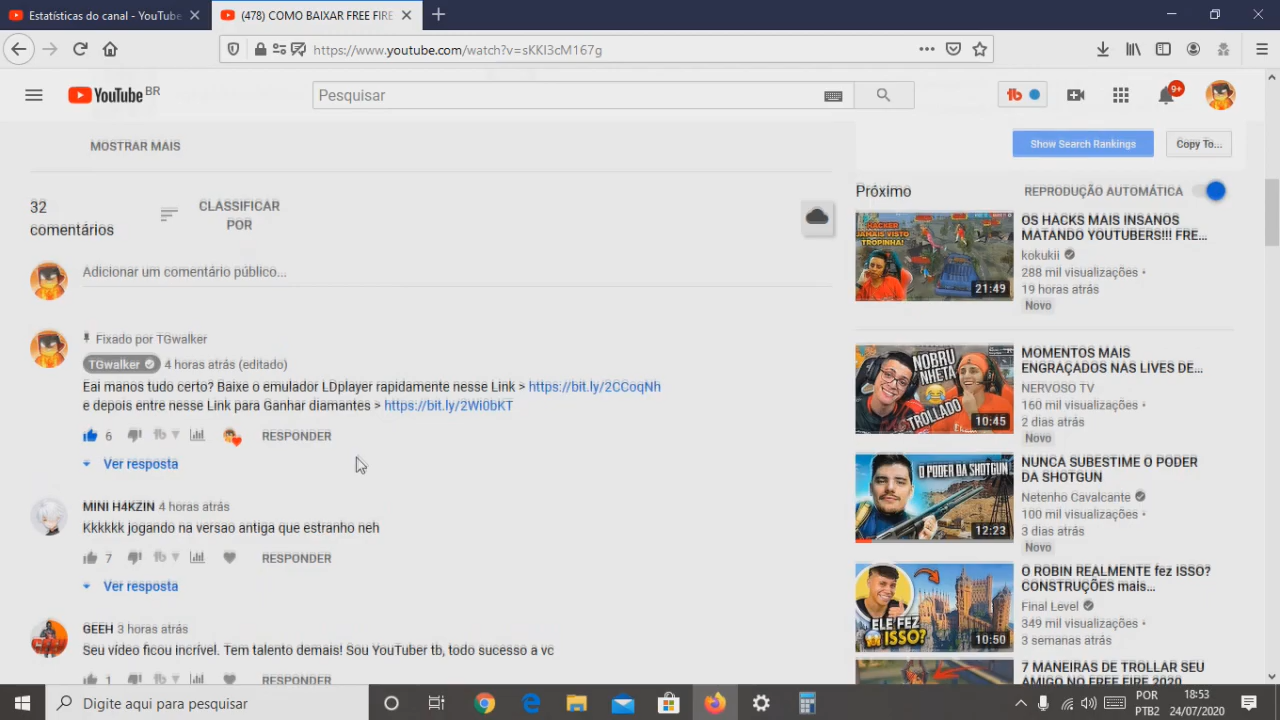 Estatísticas do canal - YouTube
(478) COMO BAIXAR FREE FIRE
https://www.youtube.com/watch?v=sKKI3cM167g
YouTube BR
Pesquisar
9+
MOSTRAR MAIS
Show Search Rankings
Copy To...
32
comentários
CLASSIFICAR
POR
Adicionar um comentário público...
Fixado por TGwalker
TGwalker 4 horas atrás (editado)
Eai manos tudo certo? Baixe o emulador LDplayer rapidamente nesse Link > https://bit.ly/2CCoqNh
e depois entre nesse Link para Ganhar diamantes > https://bit.ly/2Wi0bKT
6 RESPONDER
Ver resposta
MINI H4KZIN 4 horas atrás
Kkkkkk jogando na versao antiga que estranho neh
7 RESPONDER
Ver resposta
GEEH 3 horas atrás
Seu vídeo ficou incrível. Tem talento demais! Sou YouTuber tb, todo sucesso a vc
1 RESPONDER
Próximo
REPRODUÇÃO AUTOMÁTICA
HACKER
JAMAIS VISTO
TROPINHA!
21:49
OS HACKS MAIS INSANOS
MATANDO YOUTUBERS!!! FRE...
kokukii
288 mil visualizações •
19 horas atrás
Novo
NOBRU
NHETA
TROLLADO
10:45
MOMENTOS MAIS
ENGRAÇADOS NAS LIVES DE...
NERVOSO TV
160 mil visualizações •
2 dias atrás
Novo
O PODER DA SHOTGUN
12:23
NUNCA SUBESTIME O PODER
DA SHOTGUN
Netenho Cavalcante
100 mil visualizações •
3 dias atrás
Novo
ELE FEZ
ISSO?
10:50
O ROBIN REALMENTE fez ISSO?
CONSTRUÇÕES mais...
Final Level
349 mil visualizações •
3 semanas atrás
7 MANEIRAS DE TROLLAR SEU
AMIGO NO FREE FIRE 2020
Digite aqui para pesquisar
POR
PTB2
18:53
24/07/2020